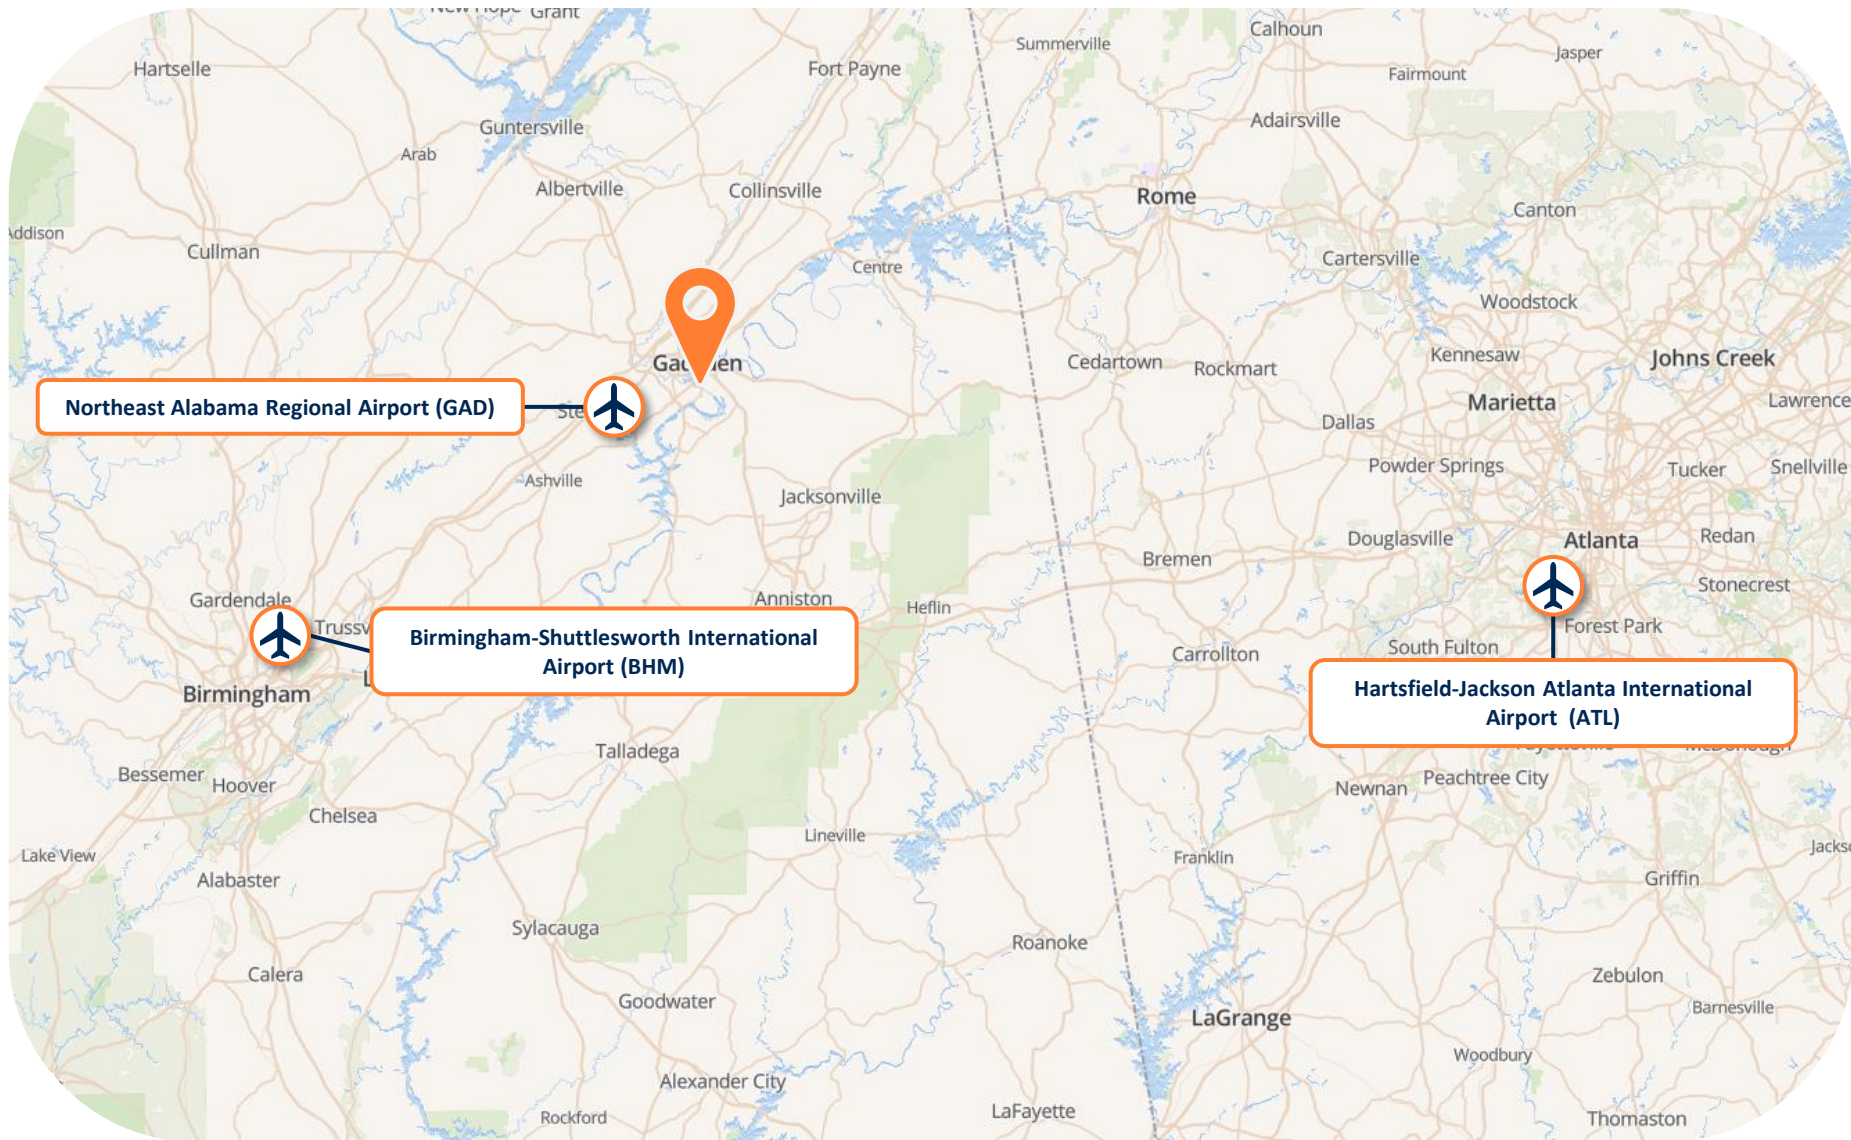 Grant
Calhoun
Summerville
Jasper
Hartselle
Fort Payne
Fairmount
Guntersville
Adairsville
Arab
Albertville
Collinsville
Rome
Canton
Addison
Cullman
Centre
Cartersville
Woodstock
Gadsden
Cedartown
Rockmart
Kennesaw
Johns Creek
Northeast Alabama Regional Airport (GAD)
Ste
Marietta
Lawrence
Dallas
Powder Springs
Tucker
Snellville
Ashville
Jacksonville
Douglasville
Atlanta
Redan
Bremen
Stonecrest
Gardendale
Anniston
Heflin
Trussv
Forest Park
Birmingham-Shuttlesworth International
Airport (BHM)
Carrollton
South Fulton
Birmingham
L
Hartsfield-Jackson Atlanta International
Airport (ATL)
Talladega
Bessemer
Hoover
Newnan
Peachtree City
Chelsea
Lineville
Lake View
Franklin
Jackso
Alabaster
Griffin
Sylacauga
Roanoke
Calera
Zebulon
Goodwater
Barnesville
LaGrange
Woodbury
Alexander City
Rockford
LaFayette
Thomaston